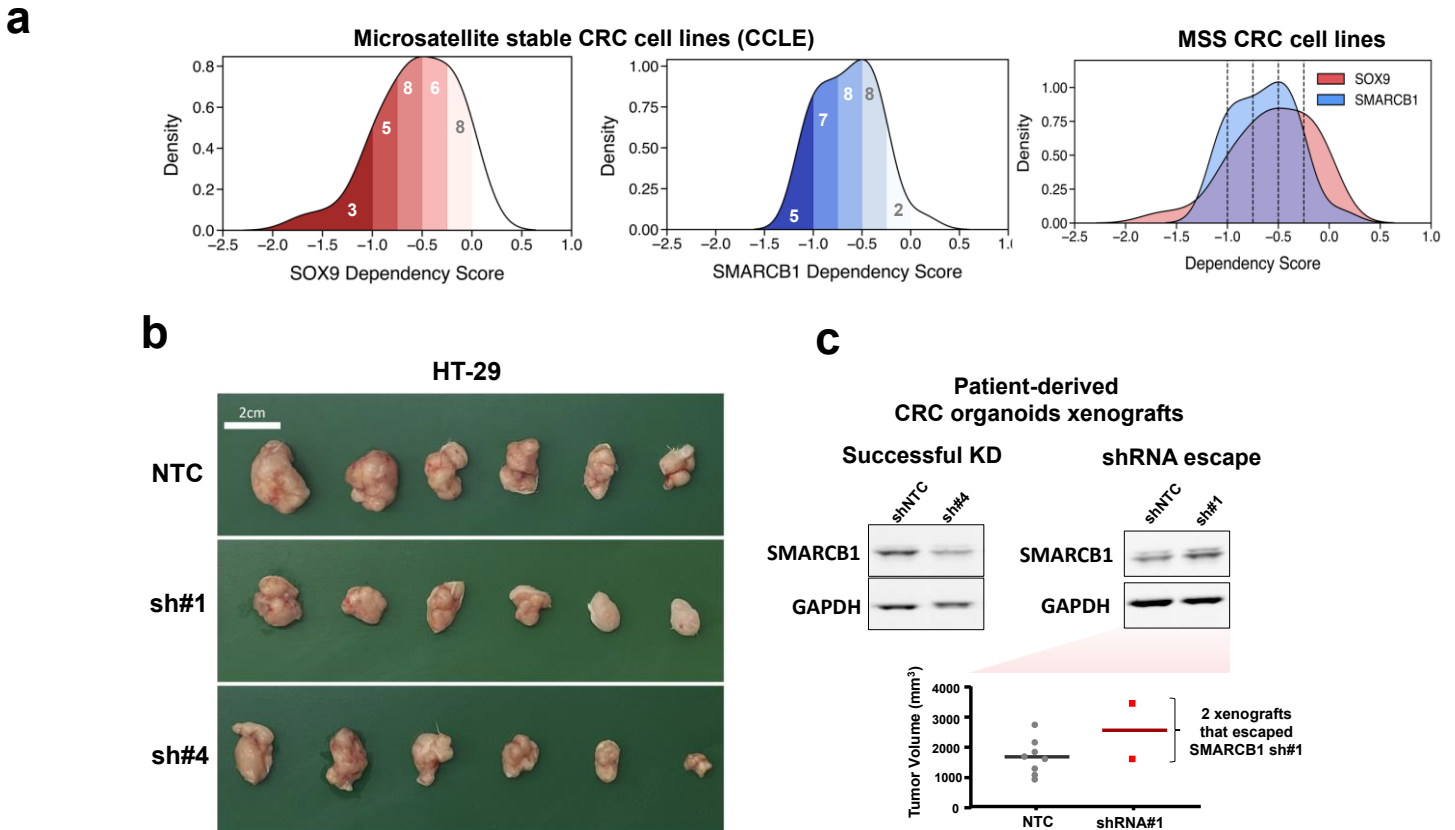 a
Microsatellite stable CRC cell lines (CCLE)
MSS CRC cell lines
0.8
0.6
0.4
0.2
0.0
Density
3
5
8
6
8
−2.5 −2.0 −1.5 −1.0 −0.5 0.0 0.5 1.0
SOX9 Dependency Score
1.00
0.75
0.50
0.25
0.00
Density
5
7
8
8
2
−2.5 −2.0 −1.5 −1.0 −0.5 0.0 0.5 1.0
SMARCB1 Dependency Score
1.00
0.75
0.50
0.25
0.00
Density
SOX9
SMARCB1
−2.5 −2.0 −1.5 −1.0 −0.5 0.0 0.5 1.0
Dependency Score
b
HT-29
2cm
NTC
sh#1
sh#4
c
Patient-derived
CRC organoids xenografts
Successful KD
shNTC sh#4
SMARCB1
GAPDH
shRNA escape
shNTC sh#1
SMARCB1
GAPDH
Tumor Volume (mm³)
4000
3000
2000
1000
0
NTC shRNA#1
2 xenografts
that escaped
SMARCB1 sh#1